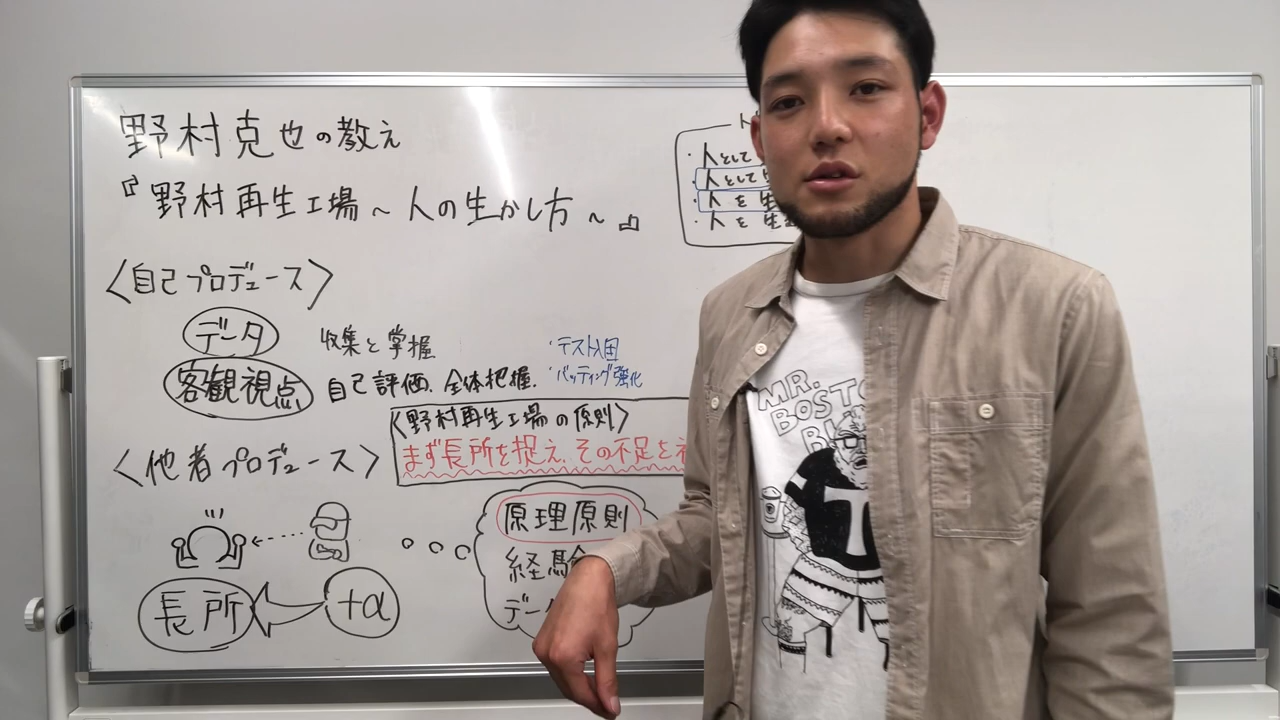 野村克也の教え
『野村再生工場～人の生かし方～』
・人として
・人として
・人を生
・人を生
〈自己プロデュース〉
データ 収集と掌握
・テスト入団
客観視点 自己評価、全体把握。
・バッティング強化
〈野村再生工場の原則〉
まず長所を捉え、その不足を
〈他者プロデュース〉
原理原則
経験
データ
長所 +α
MR.
BOSTO